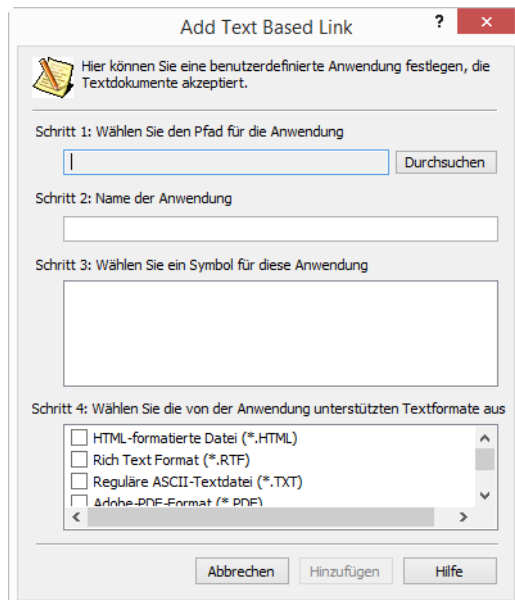 Add Text Based Link
?
Hier können Sie eine benutzerdefinierte Anwendung festlegen, die
Textdokumente akzeptiert.
Schritt 1: Wählen Sie den Pfad für die Anwendung
Durchsuchen
Schritt 2: Name der Anwendung
Schritt 3: Wählen Sie ein Symbol für diese Anwendung
Schritt 4: Wählen Sie die von der Anwendung unterstützten Textformate aus
HTML-formatierte Datei (*.HTML)
Rich Text Format (*.RTF)
Reguläre ASCII-Textdatei (*.TXT)
Adobe-PDF-Format (*.PDF)
Abbrechen
Hinzufügen
Hilfe